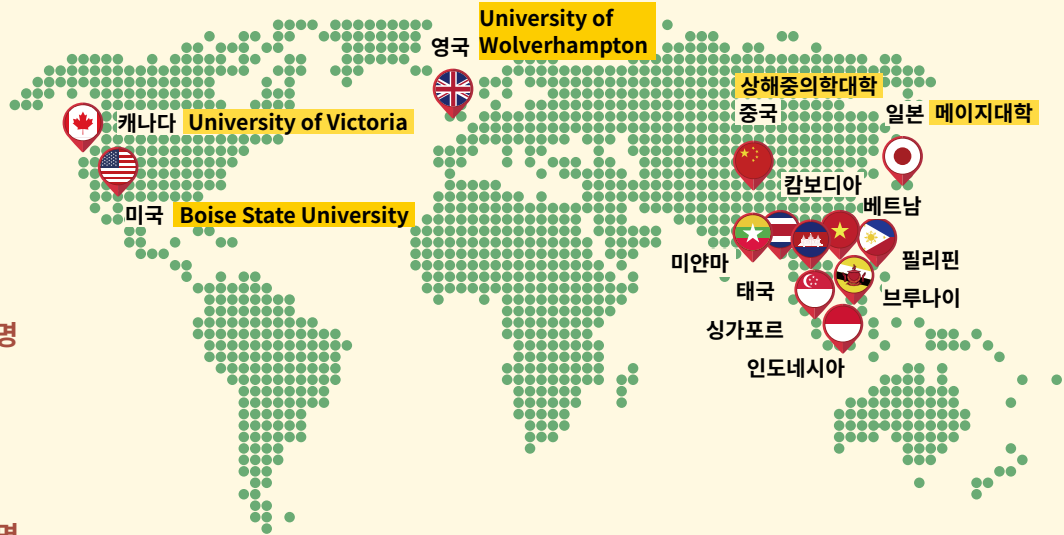 University of
영국 Wolverhampton
상해중의학대학
중국
일본 메이지대학
캐나다 University of Victoria
캄보디아
베트남
미국 Boise State University
미얀마
필리핀
태국
브루나이
싱가포르
명
인도네시아
명